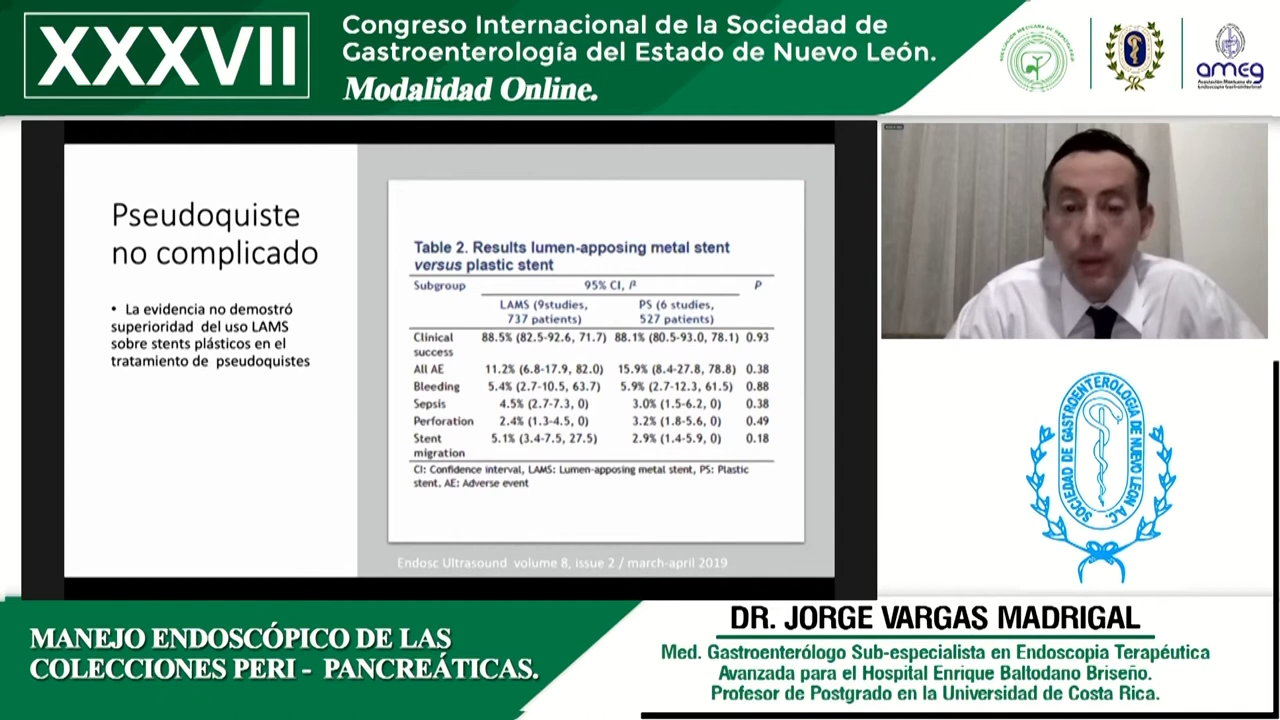 XXXVII
Congreso Internacional de la Sociedad de
Gastroenterología del Estado de Nuevo León.
Modalidad Online.
ameg
Asociación Mexicana de
Endoscopia Gastrointestinal
Pseudoquiste
no complicado
• La evidencia no demostró
superioridad del uso LAMS
sobre stents plásticos en el
tratamiento de pseudoquistes
Table 2. Results lumen-apposing metal stent
versus plastic stent
Subgroup 95% CI, I² P
LAMS (9studies, PS (6 studies,
737 patients) 527 patients)
Clinical 88.5% (82.5-92.6, 71.7) 88.1% (80.5-93.0, 78.1) 0.93
success
All AE 11.2% (6.8-17.9, 82.0) 15.9% (8.4-27.8, 78.8) 0.38
Bleeding 5.4% (2.7-10.5, 63.7) 5.9% (2.7-12.3, 61.5) 0.88
Sepsis 4.5% (2.7-7.3, 0) 3.0% (1.5-6.2, 0) 0.38
Perforation 2.4% (1.3-4.5, 0) 3.2% (1.8-5.6, 0) 0.49
Stent 5.1% (3.4-7.5, 27.5) 2.9% (1.4-5.9, 0) 0.18
migration
CI: Confidence interval, LAMS: Lumen-apposing metal stent, PS: Plastic
stent, AE: Adverse event
Endosc Ultrasound volume 8, issue 2 / march-april 2019
SOCIEDAD DE GASTROENTEROLOGIA DE NUEVO LEON A.C.
MANEJO ENDOSCÓPICO DE LAS
COLECCIONES PERI - PANCREÁTICAS.
DR. JORGE VARGAS MADRIGAL
Med. Gastroenterólogo Sub-especialista en Endoscopia Terapéutica
Avanzada para el Hospital Enrique Baltodano Briseño.
Profesor de Postgrado en la Universidad de Costa Rica.